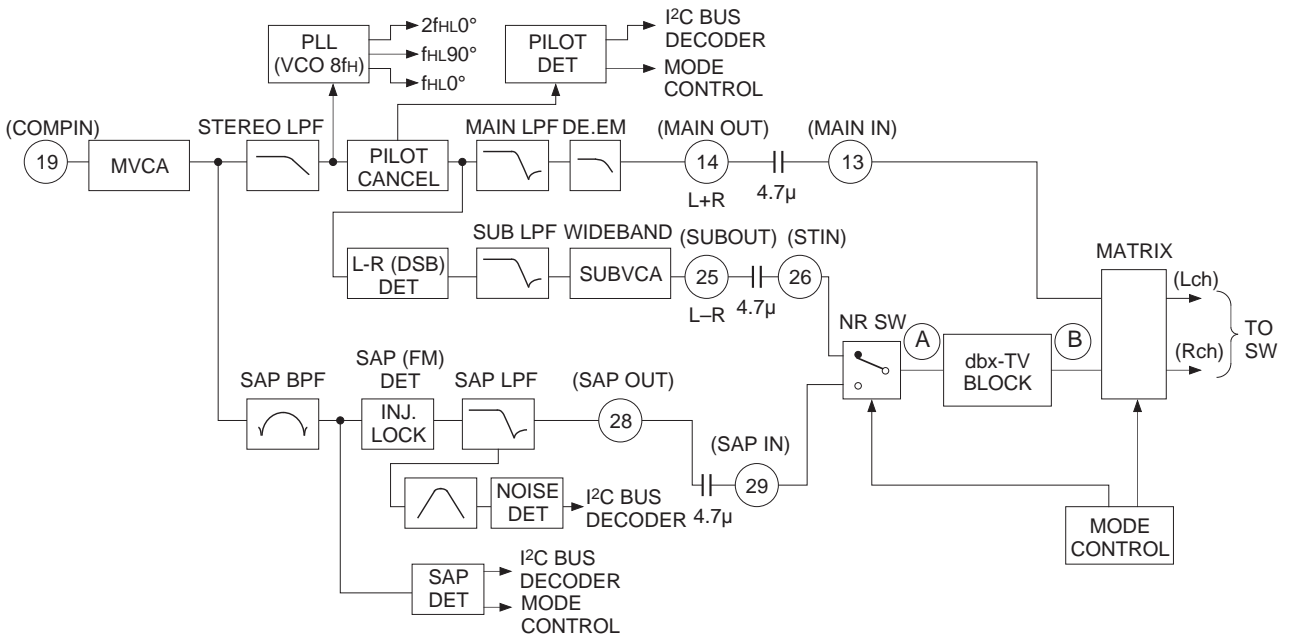 PLL
(VCO 8fH)
2fHL0°
fHL90°
fHL0°
PILOT
DET
I2C BUS
DECODER
MODE
CONTROL
(COMPIN)
19
MVCA
STEREO LPF
PILOT
CANCEL
MAIN LPF
DE.EM
(MAIN OUT)
14
L+R
4.7μ
(MAIN IN)
13
L-R (DSB)
DET
SUB LPF
WIDEBAND
SUBVCA
(SUBOUT)
25
L–R
4.7μ
(STIN)
26
NR SW
A
dbx-TV
BLOCK
B
MATRIX
(Lch)
(Rch)
TO
SW
SAP BPF
SAP (FM)
DET
INJ.
LOCK
SAP LPF
(SAP OUT)
28
4.7μ
(SAP IN)
29
NOISE
DET
I2C BUS
DECODER
SAP
DET
I2C BUS
DECODER
MODE
CONTROL
MODE
CONTROL